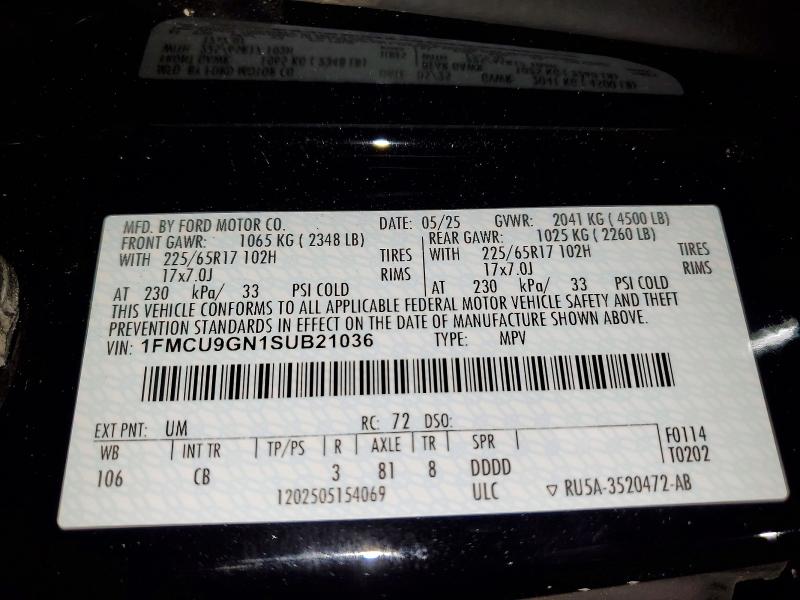 MFD. BY FORD MOTOR CO. DATE: 05/25 GVWR: 2041 KG ( 4500 LB)
FRONT GAWR: 1065 KG ( 2348 LB) REAR GAWR: 1025 KG ( 2260 LB)
WITH 225/65R17 102H TIRES WITH 225/65R17 102H TIRES
17x7.0J RIMS 17x7.0J RIMS
AT 230 kPa/ 33 PSI COLD AT 230 kPa/ 33 PSI COLD
THIS VEHICLE CONFORMS TO ALL APPLICABLE FEDERAL MOTOR VEHICLE SAFETY AND THEFT
PREVENTION STANDARDS IN EFFECT ON THE DATE OF MANUFACTURE SHOWN ABOVE.
VIN: 1FMCU9GN1SUB21036 TYPE: MPV
EXT PNT: UM RC: 72 DSO: F0114
WB INT TR TP/PS R AXLE TR SPR T0202
106 CB 3 81 8 DDDD
1202505154069 ULC ▽ RU5A-3520472-AB